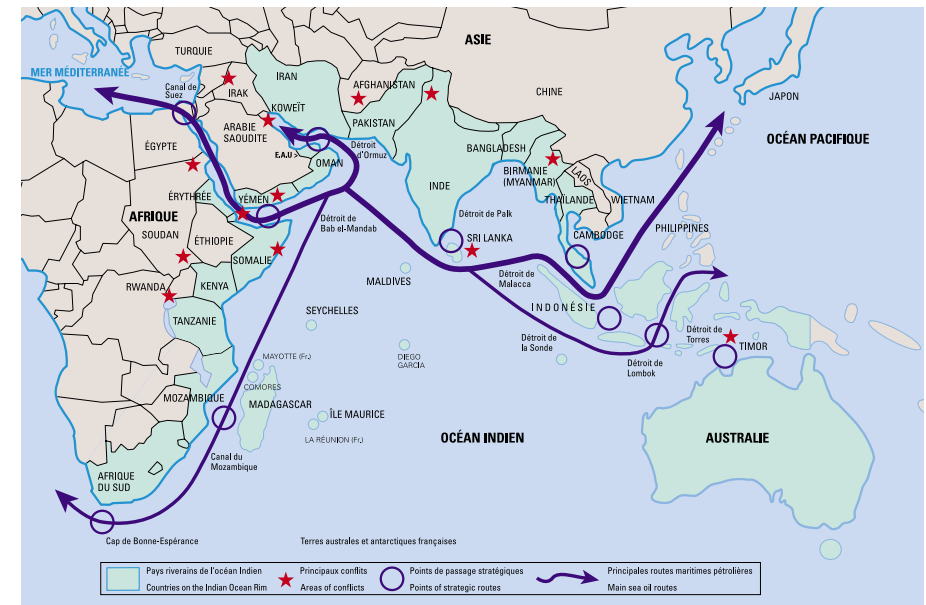 ASIE
TURQUIE
MER MÉDITERRANÉE
IRAN
AFGHANISTAN
Canal de
Suez
IRAK
CHINE
JAPON
KOWEÏT
ARABIE
SAOUDITE
PAKISTAN
OCÉAN PACIFIQUE
ÉGYPTE
E.A.U >
OMAN
Détroit
d'Ormuz
BANGLADESH
BIRMANIE
(MYANMAR)
LAOS
INDE
ÉRYTHRÉE
YÉMEN
THAÏLANDE
VIETNAM
AFRIQUE
Détroit de
Bab el-Mandab
Détroit de Palk
SOUDAN
ÉTHIOPIE
SRI LANKA
CAMBODGE
PHILIPPINES
SOMALIE
Détroit de
Malacca
RWANDA
KENYA
MALDIVES
INDONÉSIE
SEYCHELLES
TANZANIE
Détroit de
la Sonde
Détroit de
Torres
TIMOR
MAYOTTE (Fr.)
DIEGO
GARCIA
Détroit de
Lombok
COMORES
MOZAMBIQUE
MADAGASCAR
ÎLE MAURICE
LA RÉUNION (Fr.)
OCÉAN INDIEN
AUSTRALIE
Canal du
Mozambique
AFRIQUE
DU SUD
Cap de Bonne-Espérance
Terres australes et antarctiques françaises
Pays riverains de l'océan Indien
Countries on the Indian Ocean Rim
Principaux conflits
Areas of conflicts
Points de passage stratégiques
Points of strategic routes
Principales routes maritimes pétrolières
Main sea oil routes